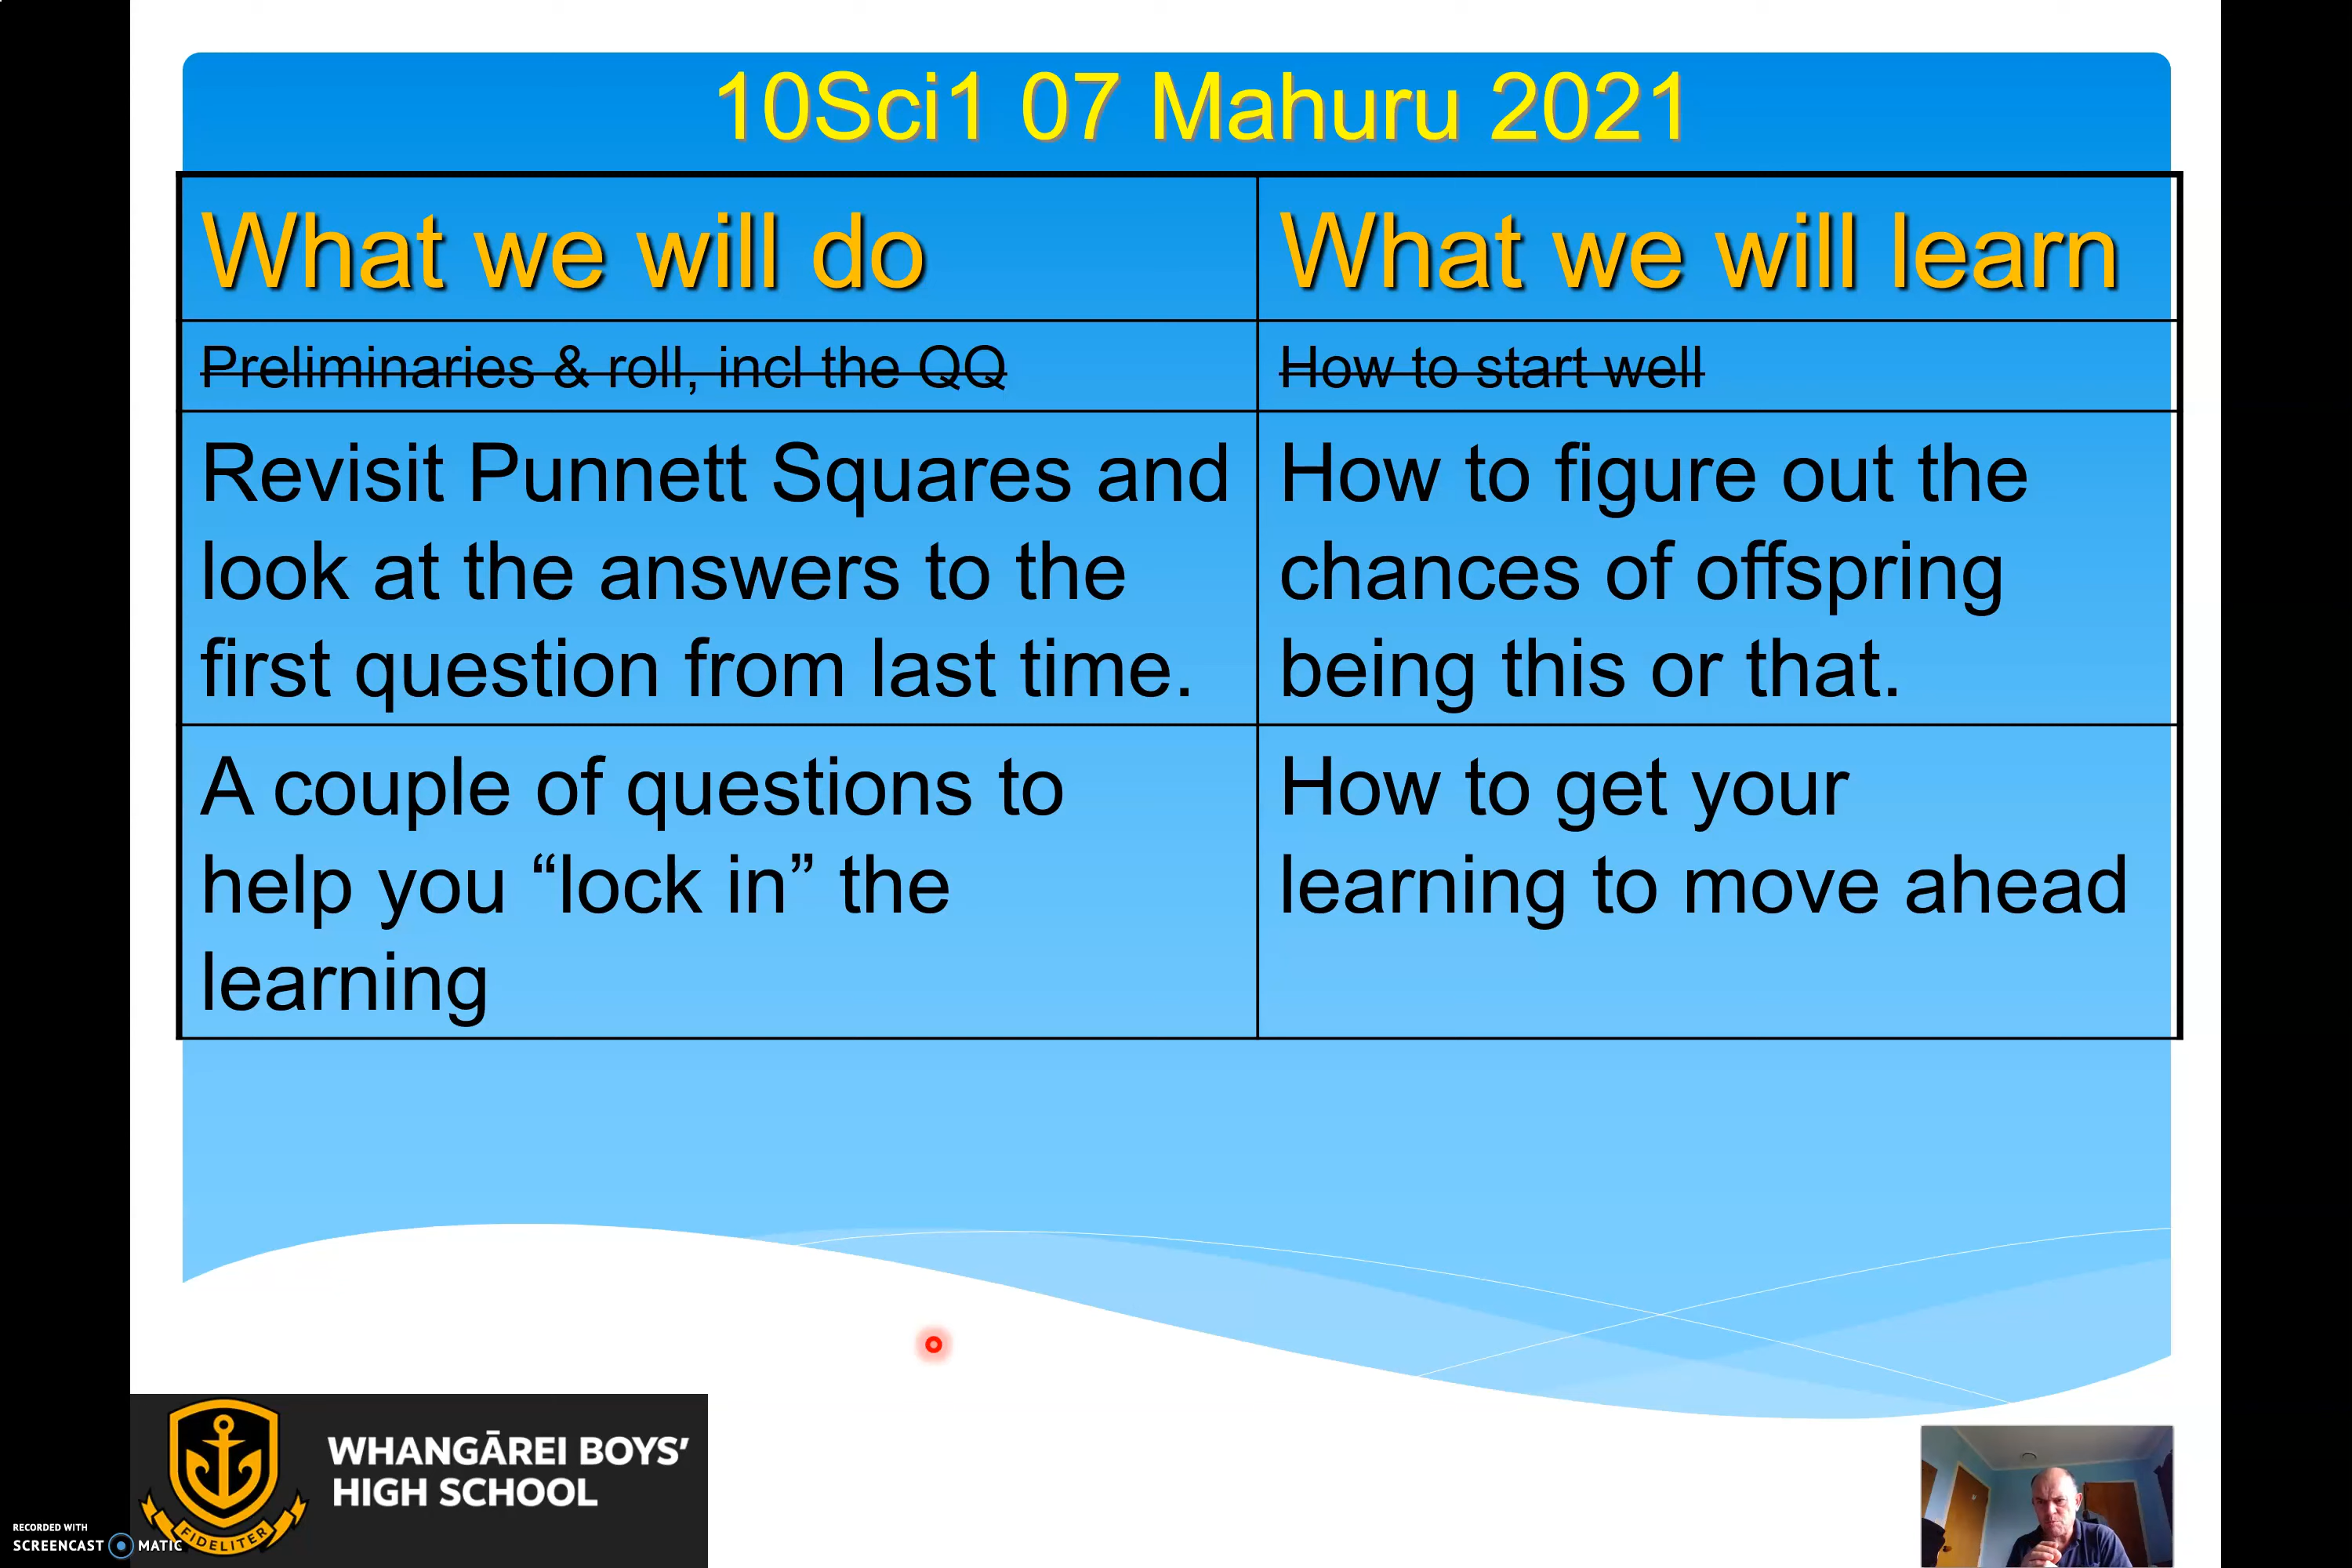 10Sci1 07 Mahuru 2021
What we will do
What we will learn
Preliminaries & roll, incl the QQ
How to start well
Revisit Punnett Squares and
look at the answers to the
first question from last time.
How to figure out the
chances of offspring
being this or that.
A couple of questions to
help you “lock in” the
learning
How to get your
learning to move ahead
WHANGĀREI BOYS’
HIGH SCHOOL
FIDELITER
RECORDED WITH
SCREENCAST MATIC